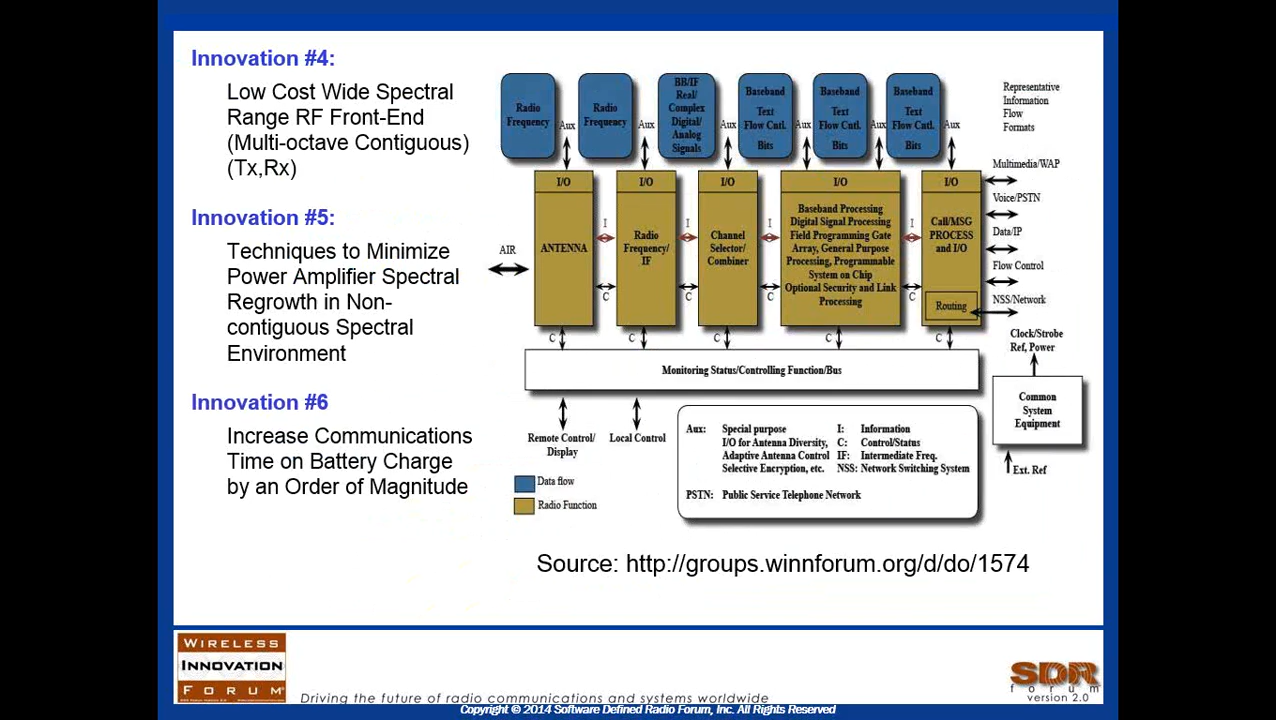 Innovation #4:
Low Cost Wide Spectral
Range RF Front-End
(Multi-octave Contiguous)
(Tx,Rx)
Innovation #5:
Techniques to Minimize
Power Amplifier Spectral
Regrowth in Non-
contiguous Spectral
Environment
Innovation #6
Increase Communications
Time on Battery Charge
by an Order of Magnitude
Radio
Frequency
Aux
Radio
Frequency
Aux
BB/IF
Real/
Complex
Digital/
Analog
Signals
Aux
Baseband
Text
Flow Cntl.
Bits
Aux
Baseband
Text
Flow Cntl.
Bits
Aux
Baseband
Text
Flow Cntl.
Bits
Aux
Representative
Information
Flow
Formats
AIR
I/O
ANTENNA
I
C
I/O
Radio
Frequency/
IF
I
C
I/O
Channel
Selector/
Combiner
I
C
I/O
Baseband Processing
Digital Signal Processing
Field Programming Gate
Array, General Purpose
Processing, Programmable
System on Chip
Optional Security and Link
Processing
I
C
I/O
Call/MSG
PROCESS
and I/O
Routing
Multimedia/WAP
Voice/PSTN
Data/IP
Flow Control
NSS/Network
C
C
C
C
C
Monitoring Status/Controlling Function/Bus
Clock/Strobe
Ref, Power
Common
System
Equipment
Ext. Ref
Remote Control/
Display
Local Control
Data flow
Radio Function
Aux: Special purpose I: Information
I/O for Antenna Diversity, C: Control/Status
Adaptive Antenna Control IF: Intermediate Freq.
Selective Encryption, etc. NSS: Network Switching System
PSTN: Public Service Telephone Network
Source: http://groups.winnforum.org/d/do/1574
WIRELESS
INNOVATION
FORUM
Driving the future of radio communications and systems worldwide
SDR
forum
version 2.0
Copyright © 2014 Software Defined Radio Forum, Inc. All Rights Reserved